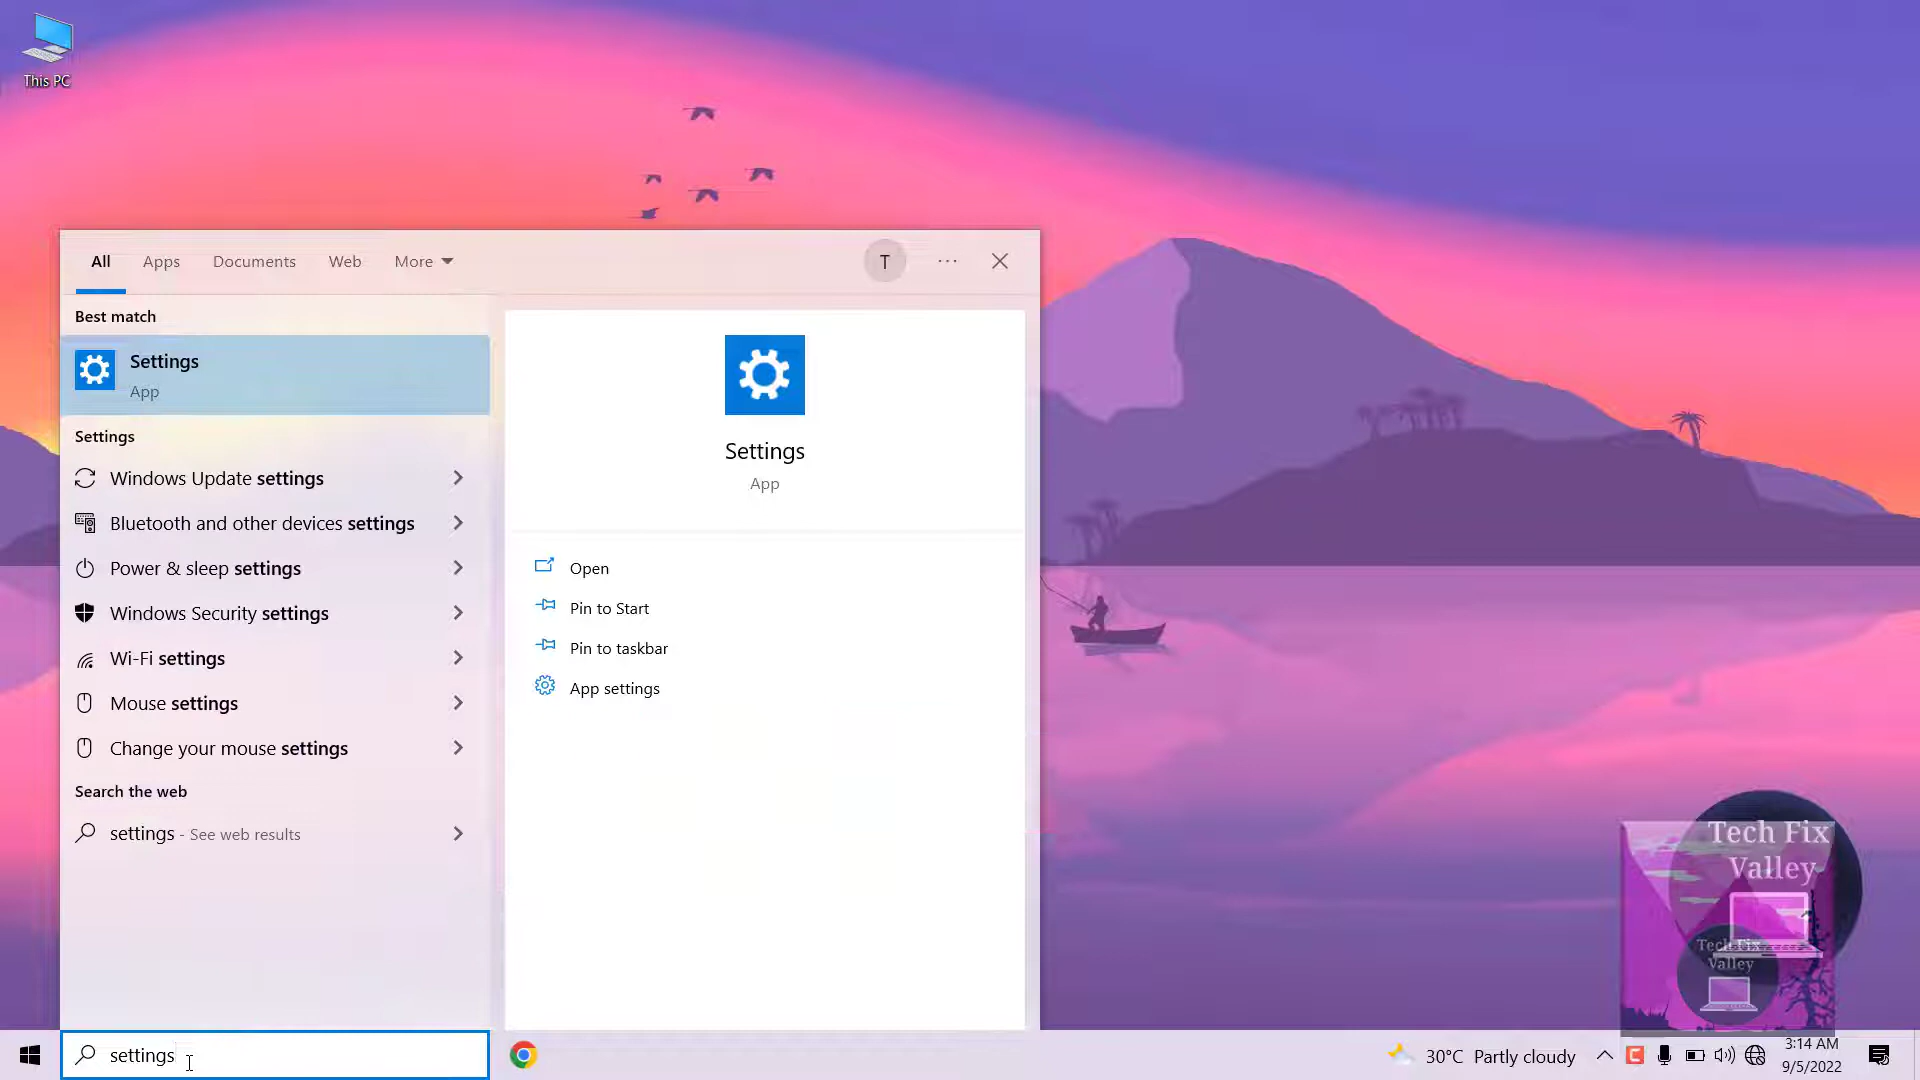 This PC
All Apps Documents Web More
T
Best match
Settings
App
Settings
Windows Update settings
Bluetooth and other devices settings
Power & sleep settings
Windows Security settings
Wi-Fi settings
Mouse settings
Change your mouse settings
Search the web
settings - See web results
Settings
App
Open
Pin to Start
Pin to taskbar
App settings
Tech Fix
Valley
Tech Fix
Valley
settings
30°C Partly cloudy
3:14 AM
9/5/2022